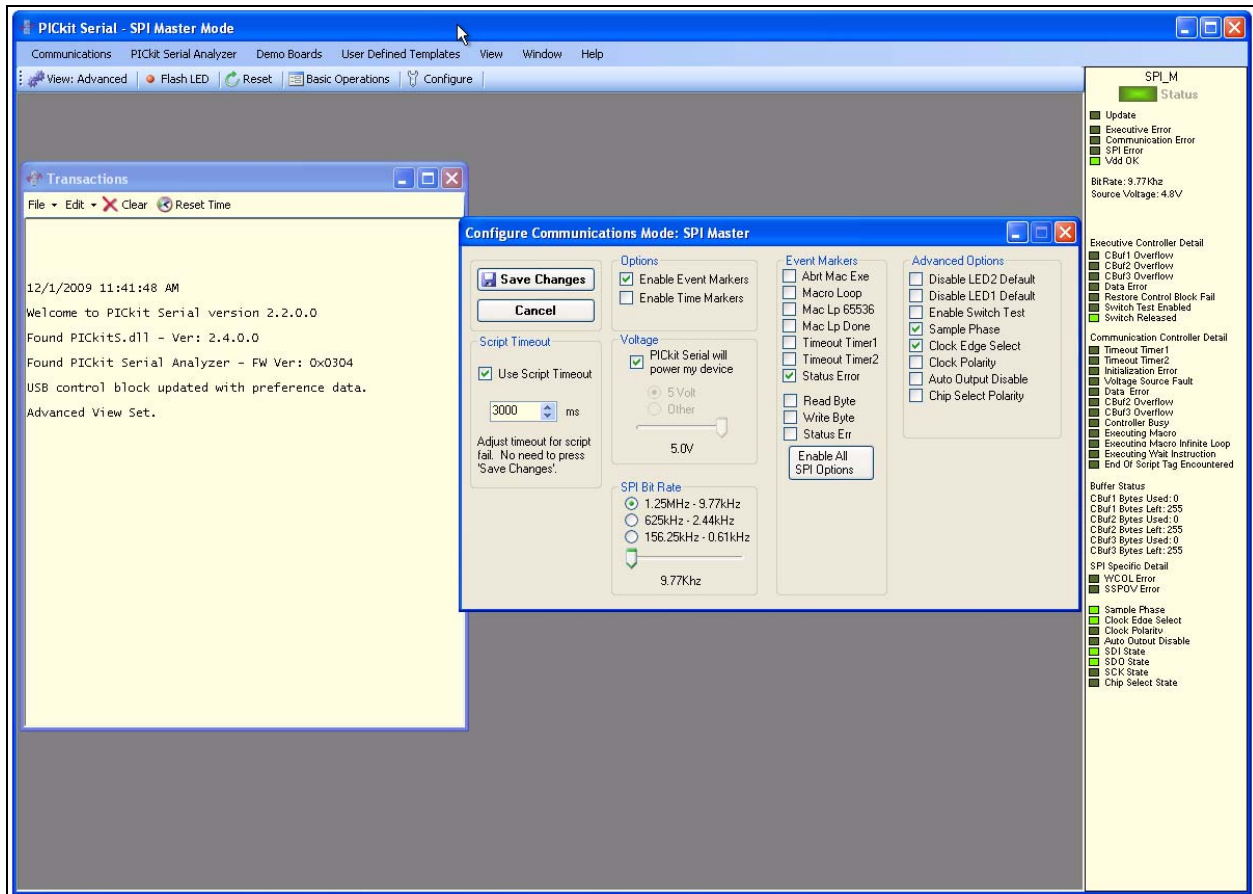 PICkit Serial - SPI Master Mode
Communications PICkit Serial Analyzer Demo Boards User Defined Templates View Window Help
View: Advanced Flash LED Reset Basic Operations Configure
Transactions
File Edit Clear Reset Time
12/1/2009 11:41:48 AM
Welcome to PICkit Serial version 2.2.0.0
Found PICkitS.dll - Ver: 2.4.0.0
Found PICkit Serial Analyzer - FW Ver: 0x0304
USB control block updated with preference data.
Advanced View Set.
Configure Communications Mode: SPI Master
Save Changes
Cancel
Script Timeout
Use Script Timeout
3000 ms
Adjust timeout for script
fail. No need to press
'Save Changes'.
Options
Enable Event Markers
Enable Time Markers
Voltage
PICkit Serial will
power my device
5 Volt
Other
5.0V
SPI Bit Rate
1.25MHz - 9.77kHz
625kHz - 2.44kHz
156.25kHz - 0.61kHz
9.77Khz
Event Markers
Abrt Mac Exe
Macro Loop
Mac Lp 65536
Mac Lp Done
Timeout Timer1
Timeout Timer2
Status Error
Read Byte
Write Byte
Status Err
Enable All
SPI Options
Advanced Options
Disable LED2 Default
Disable LED1 Default
Enable Switch Test
Sample Phase
Clock Edge Select
Clock Polarity
Auto Output Disable
Chip Select Polarity
SPI_M
Status
Update
Executive Error
Communication Error
SPI Error
Vdd OK
BitRate: 9.77Khz
Source Voltage: 4.8V
Executive Controller Detail
CBuf1 Overflow
CBuf2 Overflow
CBuf3 Overflow
Data Error
Restore Control Block Fail
Switch Test Enabled
Switch Released
Communication Controller Detail
Timeout Timer1
Timeout Timer2
Initialization Error
Voltage Source Fault
Data Error
CBuf2 Overflow
CBuf3 Overflow
Controller Busy
Executing Macro
Executing Macro Infinite Loop
Executing Wait Instruction
End Of Script Tag Encountered
Buffer Status
CBuf1 Bytes Used: 0
CBuf1 Bytes Left: 255
CBuf2 Bytes Used: 0
CBuf2 Bytes Left: 255
CBuf3 Bytes Used: 0
CBuf3 Bytes Left: 255
SPI Specific Detail
WCOL Error
SSPOV Error
Sample Phase
Clock Edge Select
Clock Polarity
Auto Output Disable
SDI State
SDO State
SCK State
Chip Select State